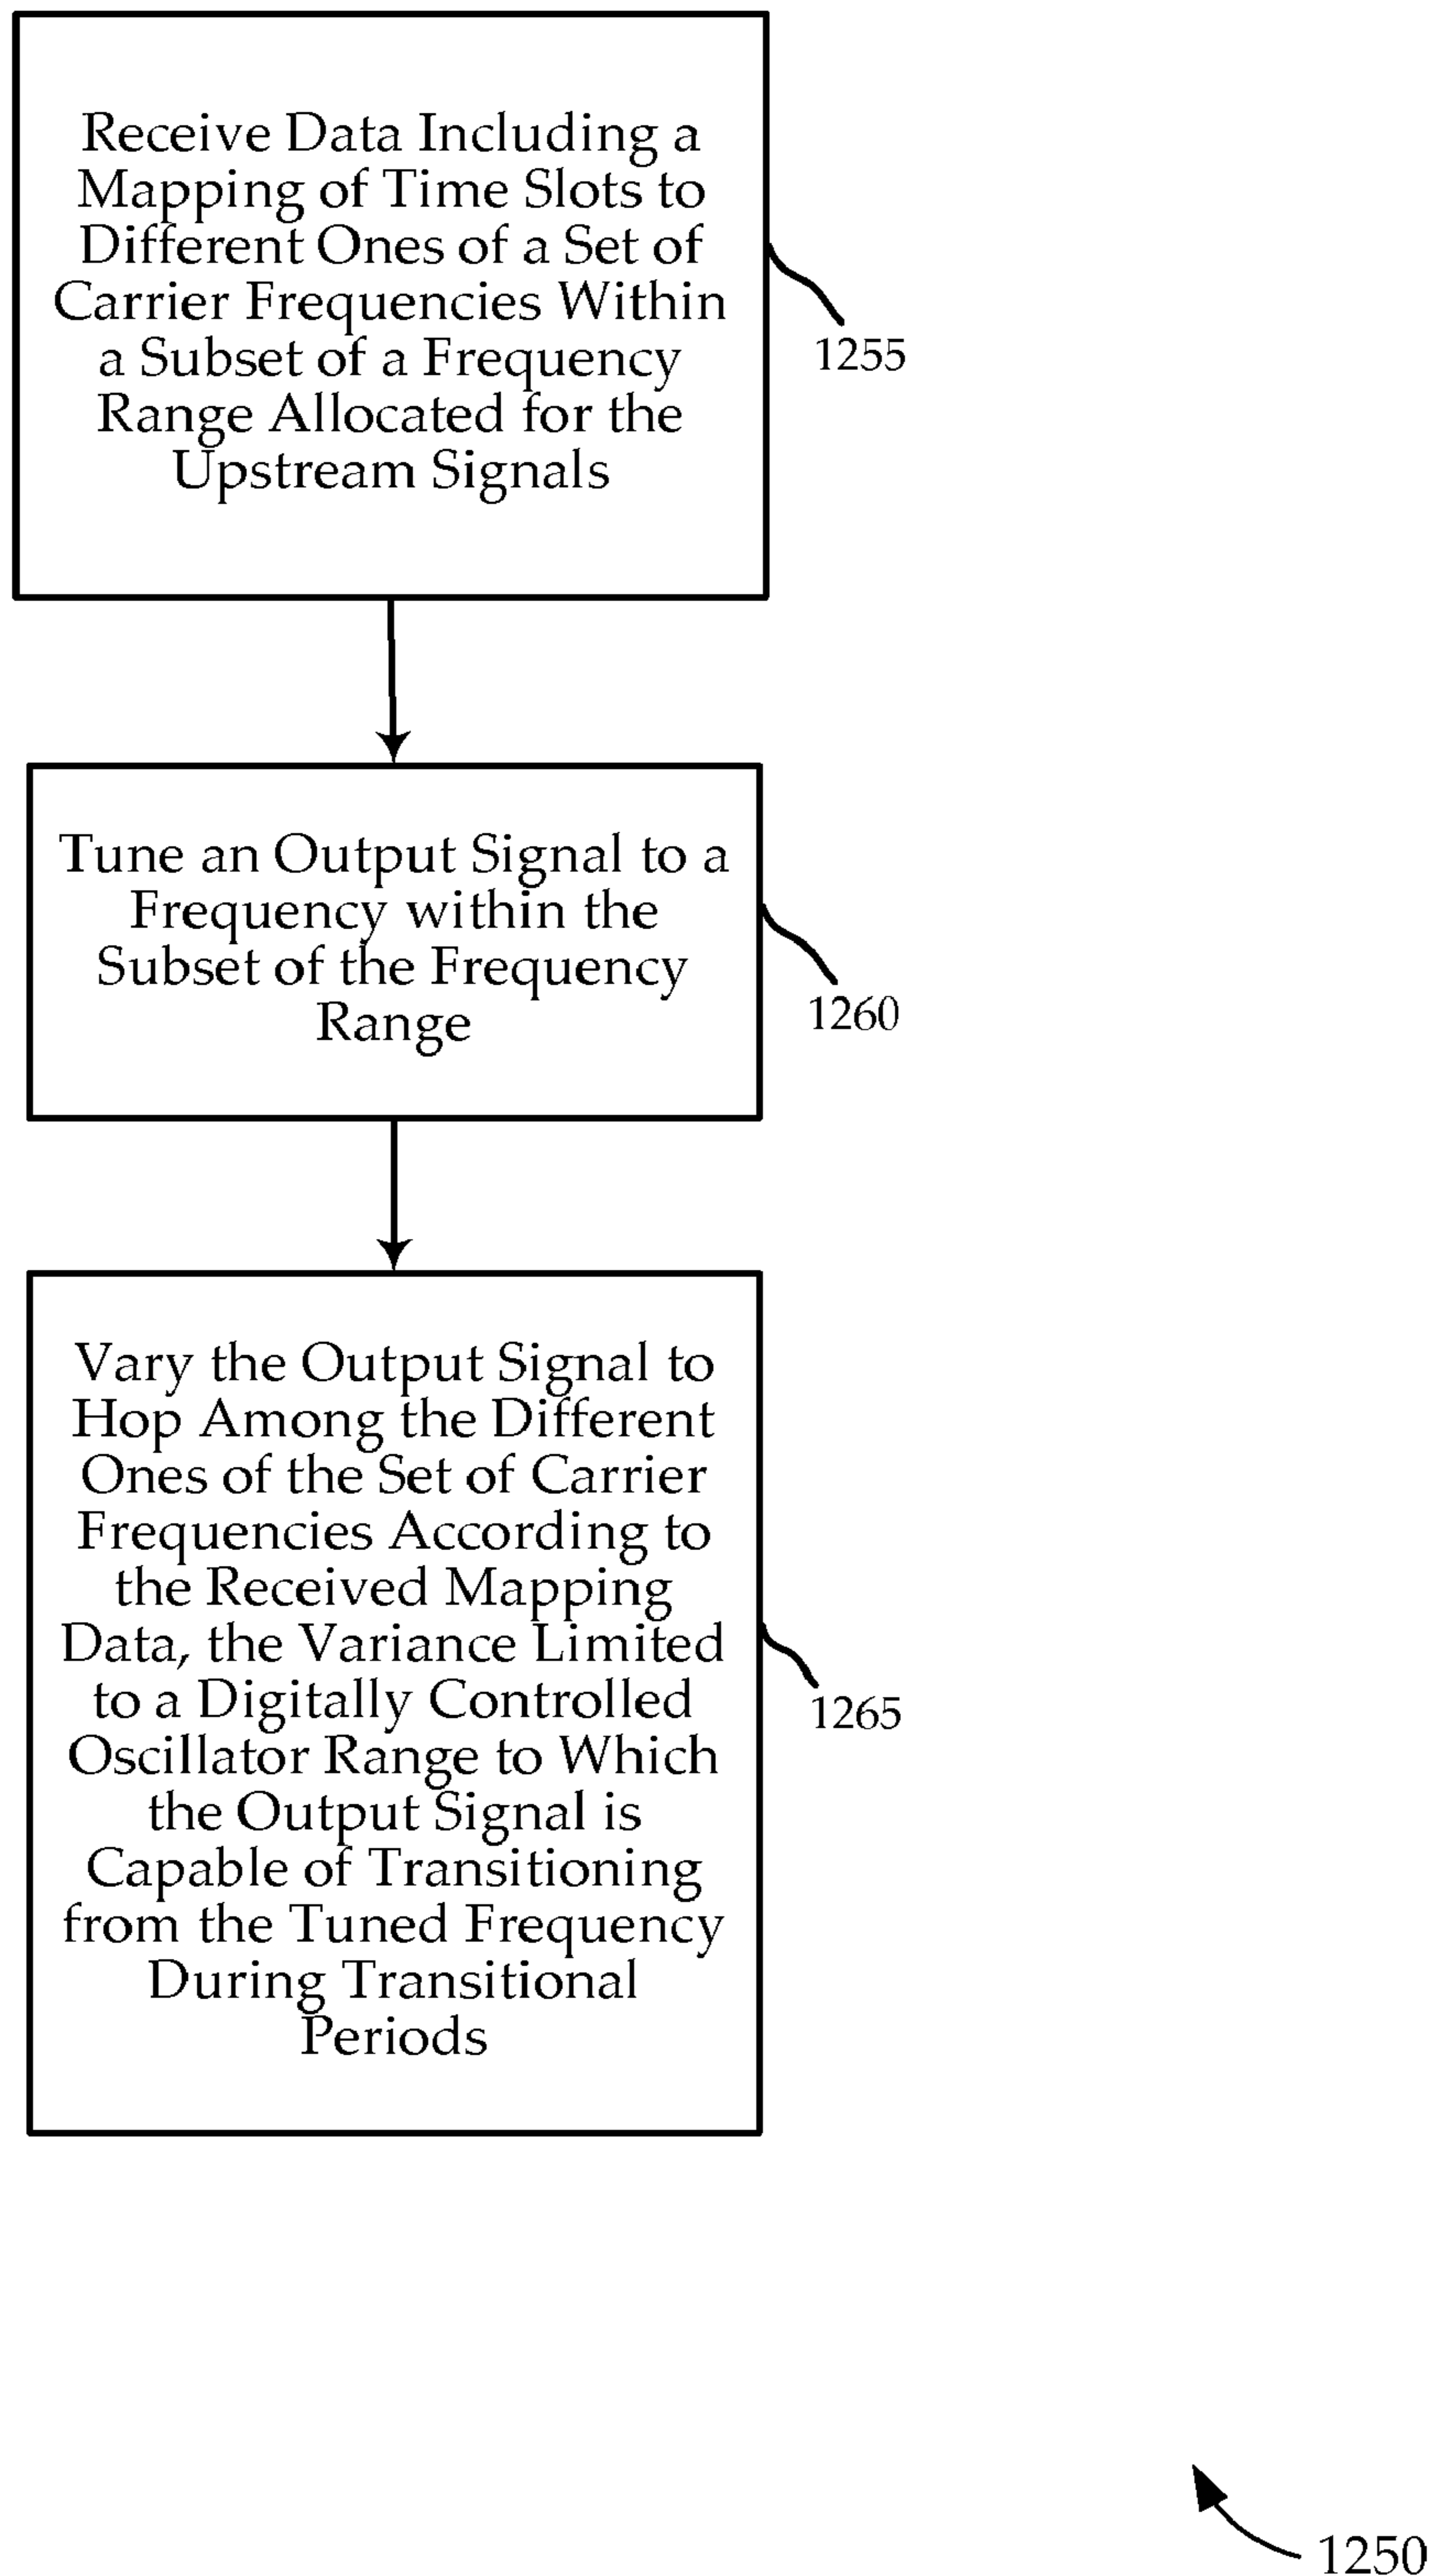 Receive Data Including a
Mapping of Time Slots to
Different Ones of a Set of
Carrier Frequencies Within
a Subset of a Frequency
Range Allocated for the
Upstream Signals
1255
Tune an Output Signal to a
Frequency within the
Subset of the Frequency
Range
1260
Vary the Output Signal to
Hop Among the Different
Ones of the Set of Carrier
Frequencies According to
the Received Mapping
Data, the Variance Limited
to a Digitally Controlled
Oscillator Range to Which
the Output Signal is
Capable of Transitioning
from the Tuned Frequency
During Transitional
Periods
1265
1250